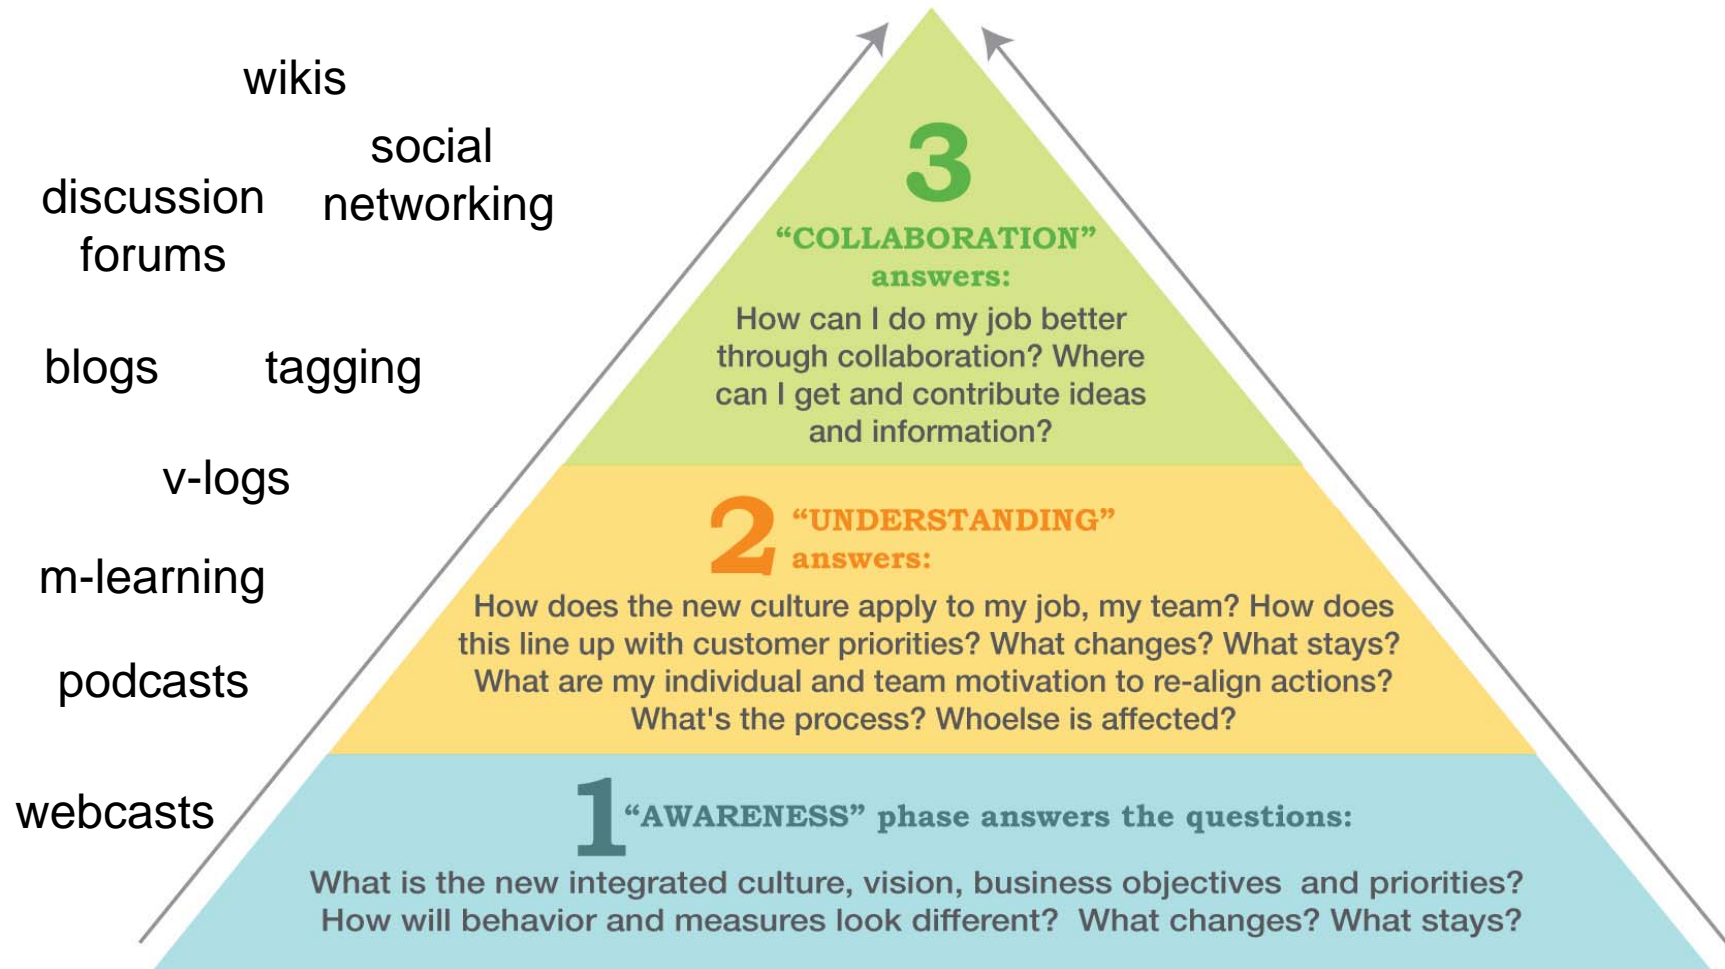 wikis
social
networking
discussion
forums
blogs
tagging
v-logs
m-learning
podcasts
webcasts
3
“COLLABORATION”
answers:
How can I do my job better
through collaboration? Where
can I get and contribute ideas
and information?
2
“UNDERSTANDING”
answers:
How does the new culture apply to my job, my team? How does
this line up with customer priorities? What changes? What stays?
What are my individual and team motivation to re-align actions?
What's the process? Whoelse is affected?
1
“AWARENESS” phase answers the questions:
What is the new integrated culture, vision, business objectives and priorities?
How will behavior and measures look different? What changes? What stays?